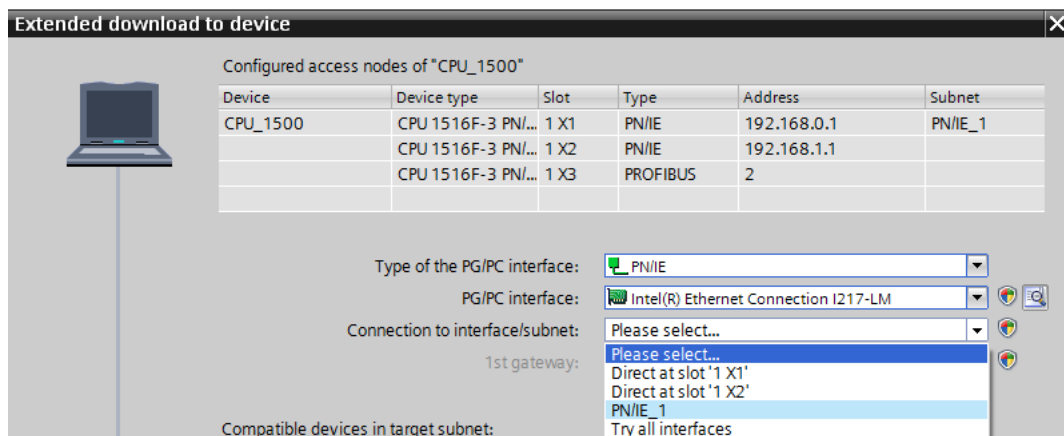 Extended download to device
Configured access nodes of "CPU_1500"
Device Device type Slot Type Address Subnet
CPU_1500 CPU 1516F-3 PN/... 1 X1 PN/IE 192.168.0.1 PN/IE_1
CPU 1516F-3 PN/... 1 X2 PN/IE 192.168.1.1
CPU 1516F-3 PN/... 1 X3 PROFIBUS 2
Type of the PG/PC interface: PN/IE
PG/PC interface: Intel(R) Ethernet Connection I217-LM
Connection to interface/subnet: Please select...
1st gateway: Please select...
Direct at slot '1 X1'
Direct at slot '1 X2'
PN/IE_1
Compatible devices in target subnet: Try all interfaces